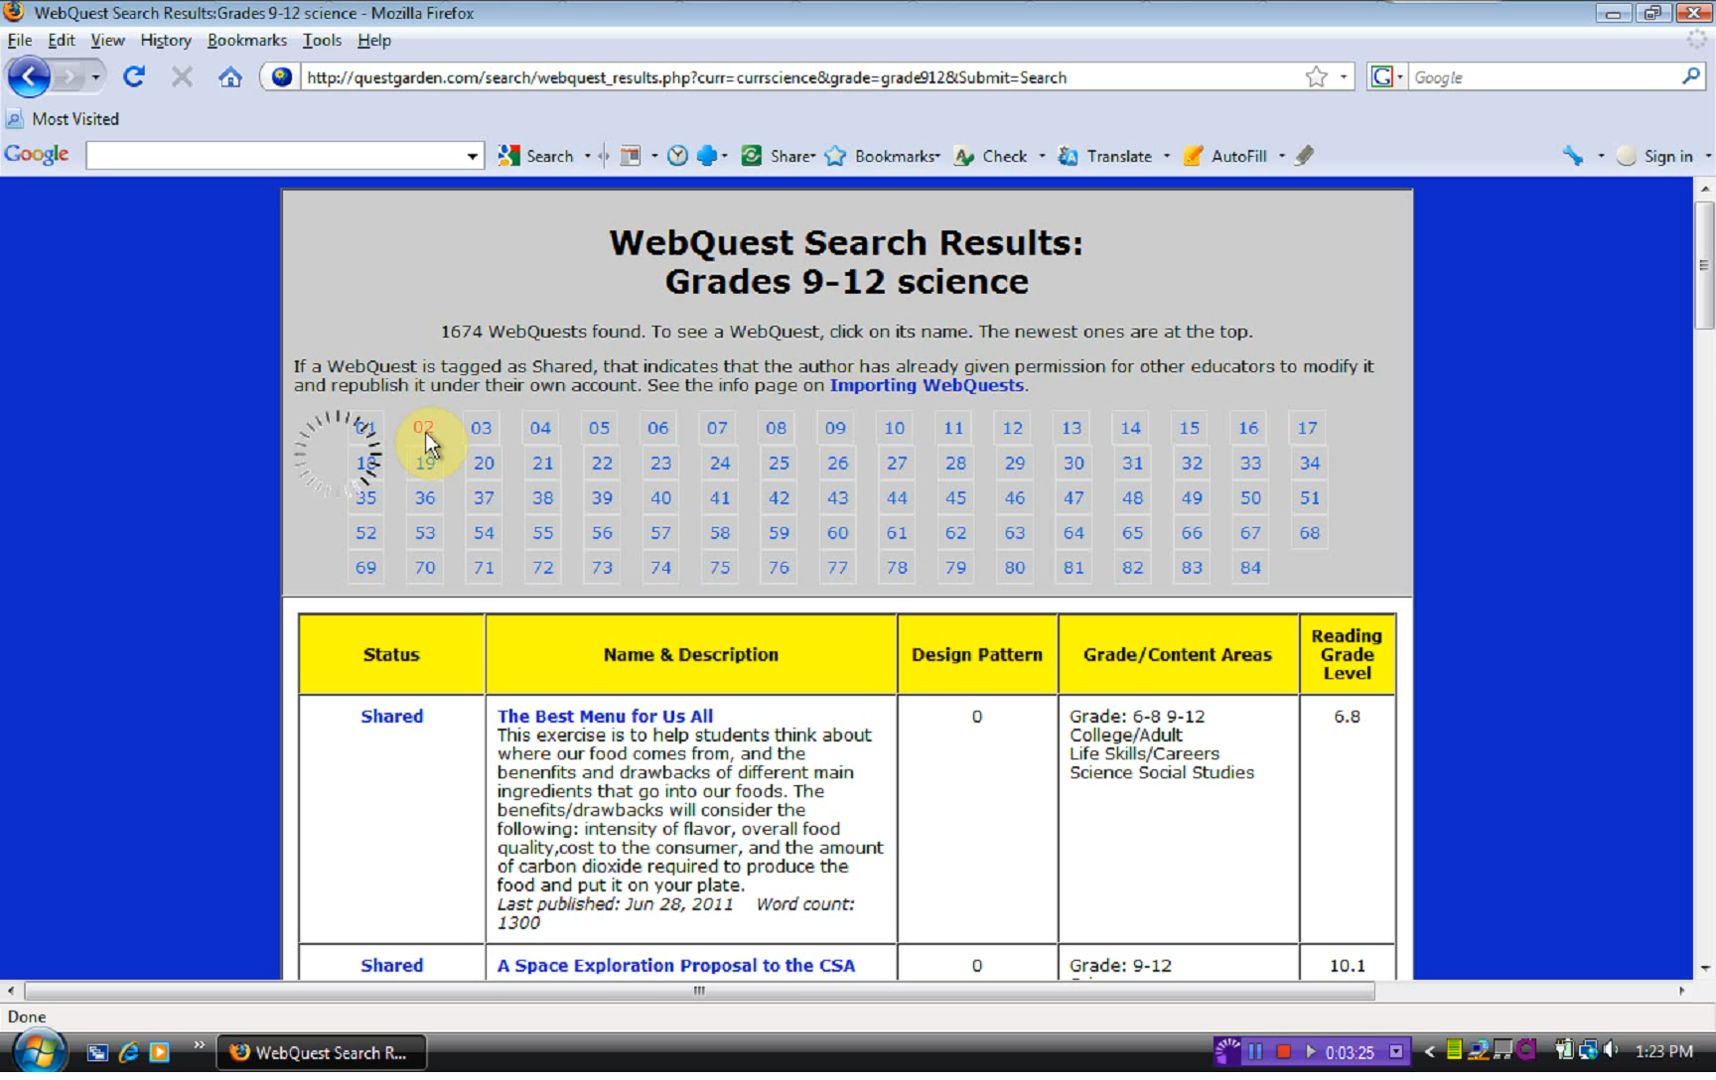 WebQuest Search Results:Grades 9-12 science - Mozilla Firefox
File Edit View History Bookmarks Tools Help
http://questgarden.com/search/webquest_results.php?curr=currscience&grade=grade912&Submit=Search
G Google
Most Visited
Google Search Share Bookmarks Check Translate AutoFill Sign in
WebQuest Search Results:
Grades 9-12 science
1674 WebQuests found. To see a WebQuest, click on its name. The newest ones are at the top.
If a WebQuest is tagged as Shared, that indicates that the author has already given permission for other educators to modify it
and republish it under their own account. See the info page on Importing WebQuests.
01 02 03 04 05 06 07 08 09 10 11 12 13 14 15 16 17
18 19 20 21 22 23 24 25 26 27 28 29 30 31 32 33 34
35 36 37 38 39 40 41 42 43 44 45 46 47 48 49 50 51
52 53 54 55 56 57 58 59 60 61 62 63 64 65 66 67 68
69 70 71 72 73 74 75 76 77 78 79 80 81 82 83 84
Status Name & Description Design Pattern Grade/Content Areas Reading Grade Level
Shared The Best Menu for Us All 0 Grade: 6-8 9-12 6.8
This exercise is to help students think about College/Adult
where our food comes from, and the Life Skills/Careers
benenfits and drawbacks of different main Science Social Studies
ingredients that go into our foods. The
benefits/drawbacks will consider the
following: intensity of flavor, overall food
quality,cost to the consumer, and the amount
of carbon dioxide required to produce the
food and put it on your plate.
Last published: Jun 28, 2011 Word count:
1300
Shared A Space Exploration Proposal to the CSA 0 Grade: 9-12 10.1
Done
WebQuest Search R... 0:03:25 1:23 PM